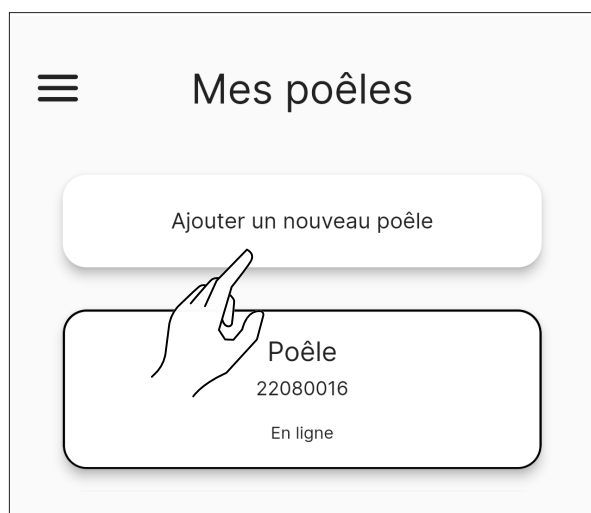 Mes poêles
Ajouter un nouveau poêle
Poêle
22080016
En ligne